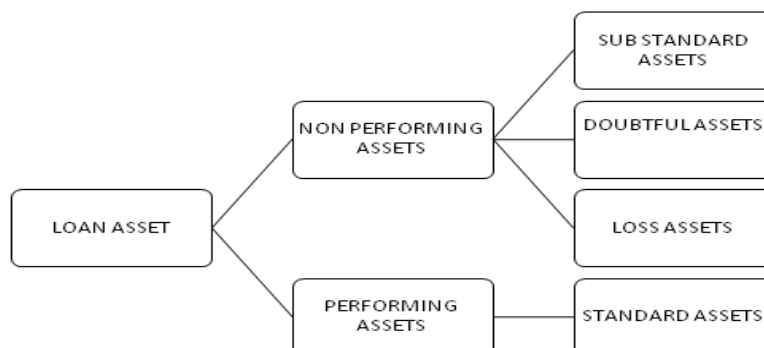 LOAN ASSET
NON PERFORMING
ASSETS
SUB STANDARD
ASSETS
DOUBTFUL ASSETS
LOSS ASSETS
PERFORMING
ASSETS
STANDARD ASSETS